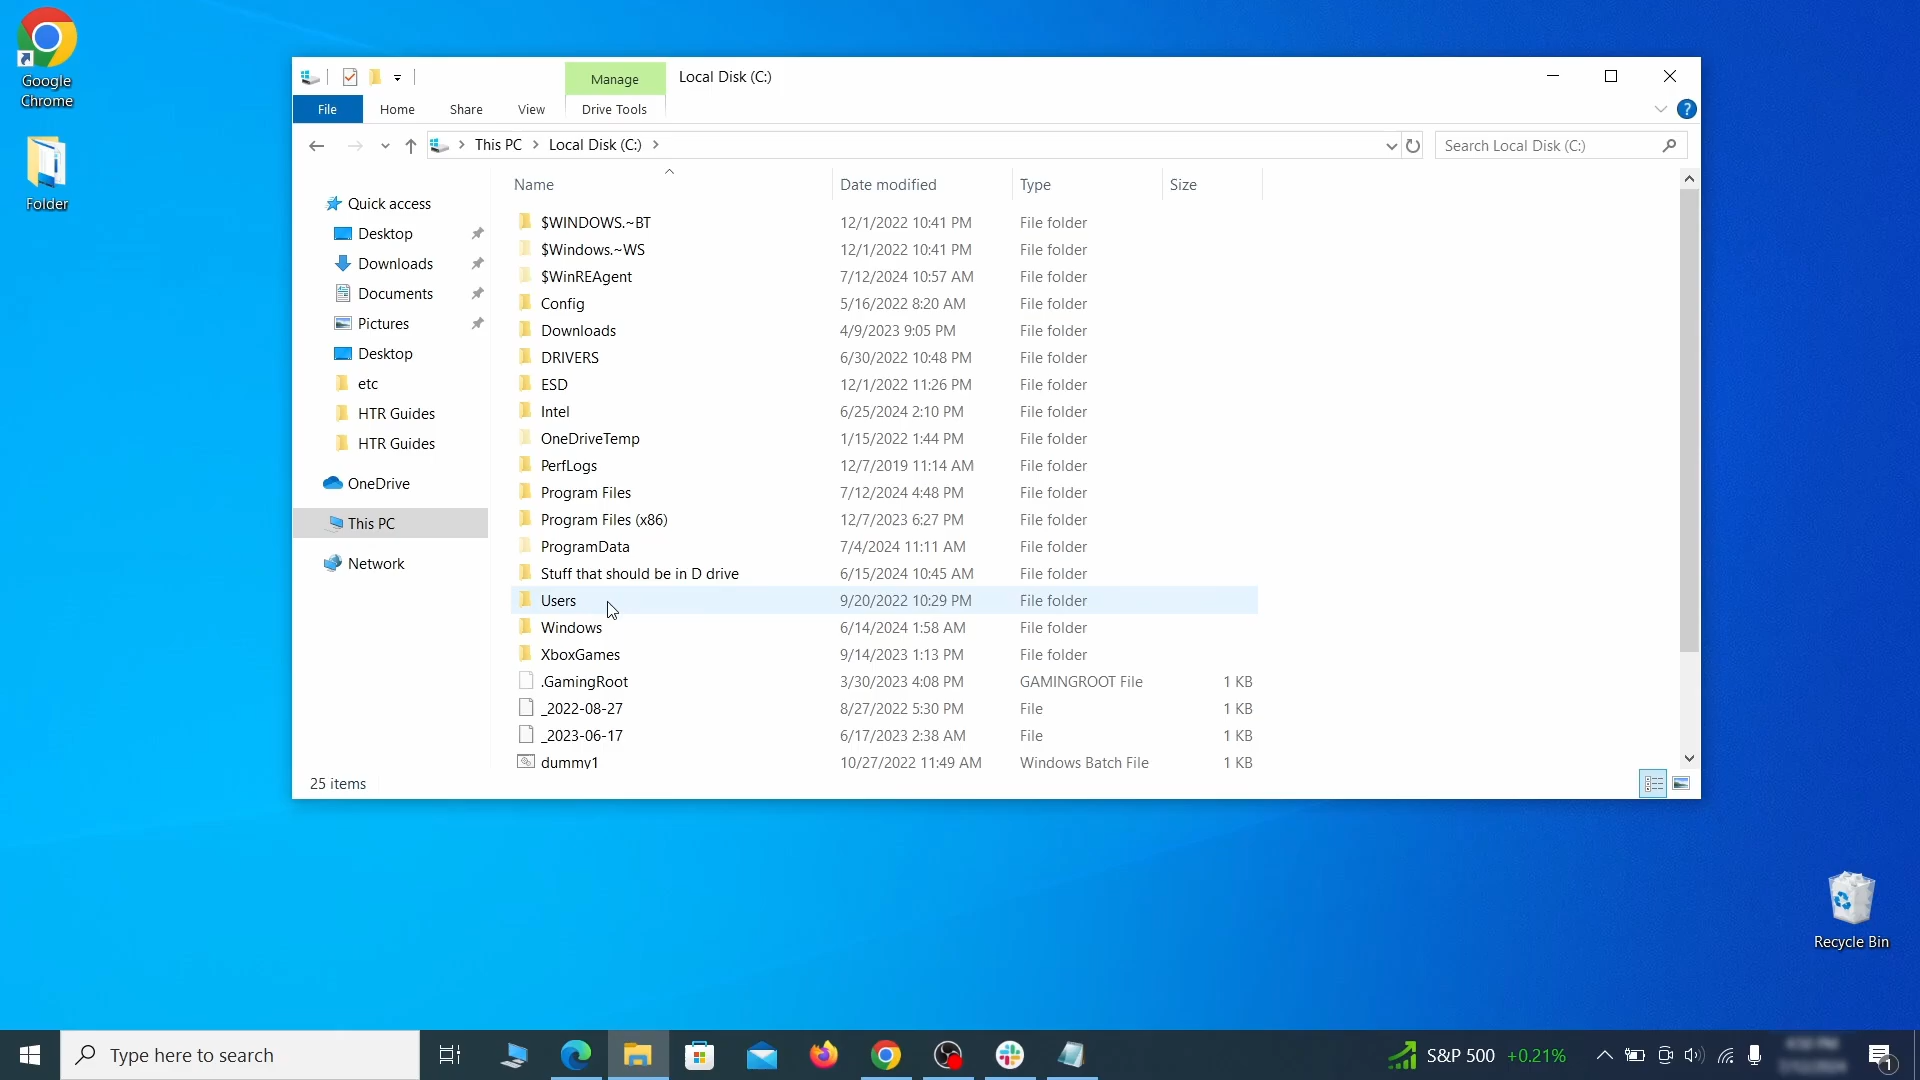 Google
Chrome
Folder
Manage
Local Disk (C:)
File
Home
Share
View
Drive Tools
?
This PC
Local Disk (C:)
Search Local Disk (C:)
Quick access
Desktop
Downloads
Documents
Pictures
Desktop
etc
HTR Guides
HTR Guides
OneDrive
This PC
Network
Name Date modified Type Size
$WINDOWS.~BT 12/1/2022 10:41 PM File folder
$Windows.~WS 12/1/2022 10:41 PM File folder
$WinREAgent 7/12/2024 10:57 AM File folder
Config 5/16/2022 8:20 AM File folder
Downloads 4/9/2023 9:05 PM File folder
DRIVERS 6/30/2022 10:48 PM File folder
ESD 12/1/2022 11:26 PM File folder
Intel 6/25/2024 2:10 PM File folder
OneDriveTemp 1/15/2022 1:44 PM File folder
PerfLogs 12/7/2019 11:14 AM File folder
Program Files 7/12/2024 4:48 PM File folder
Program Files (x86) 12/7/2023 6:27 PM File folder
ProgramData 7/4/2024 11:11 AM File folder
Stuff that should be in D drive 6/15/2024 10:45 AM File folder
Users 9/20/2022 10:29 PM File folder
Windows 6/14/2024 1:58 AM File folder
XboxGames 9/14/2023 1:13 PM File folder
.GamingRoot 3/30/2023 4:08 PM GAMINGROOT File 1 KB
_2022-08-27 8/27/2022 5:30 PM File 1 KB
_2023-06-17 6/17/2023 2:38 AM File 1 KB
dummy1 10/27/2022 11:49 AM Windows Batch File 1 KB
25 items
Recycle Bin
Type here to search
S&P 500 +0.21%
1